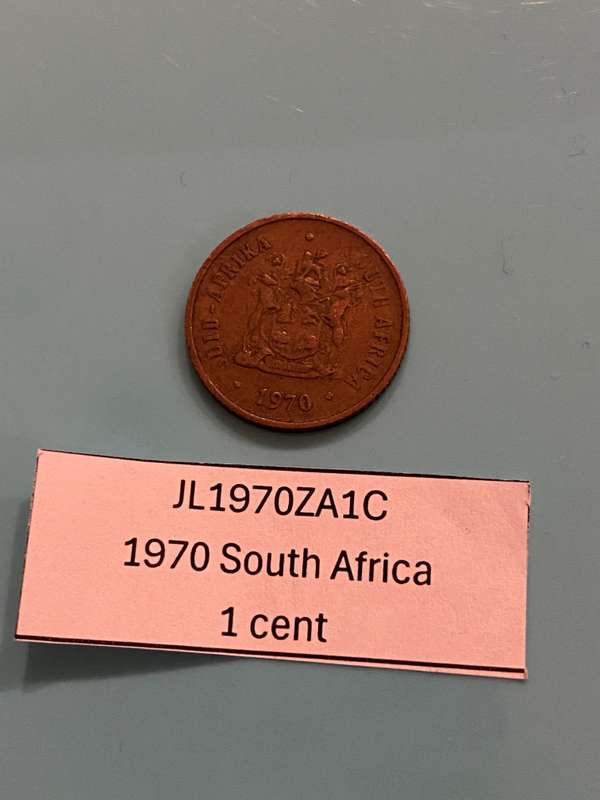 SUID-AFRIKA
SOUTH AFRICA
1970
JL1970ZA1C
1970 South Africa
1 cent